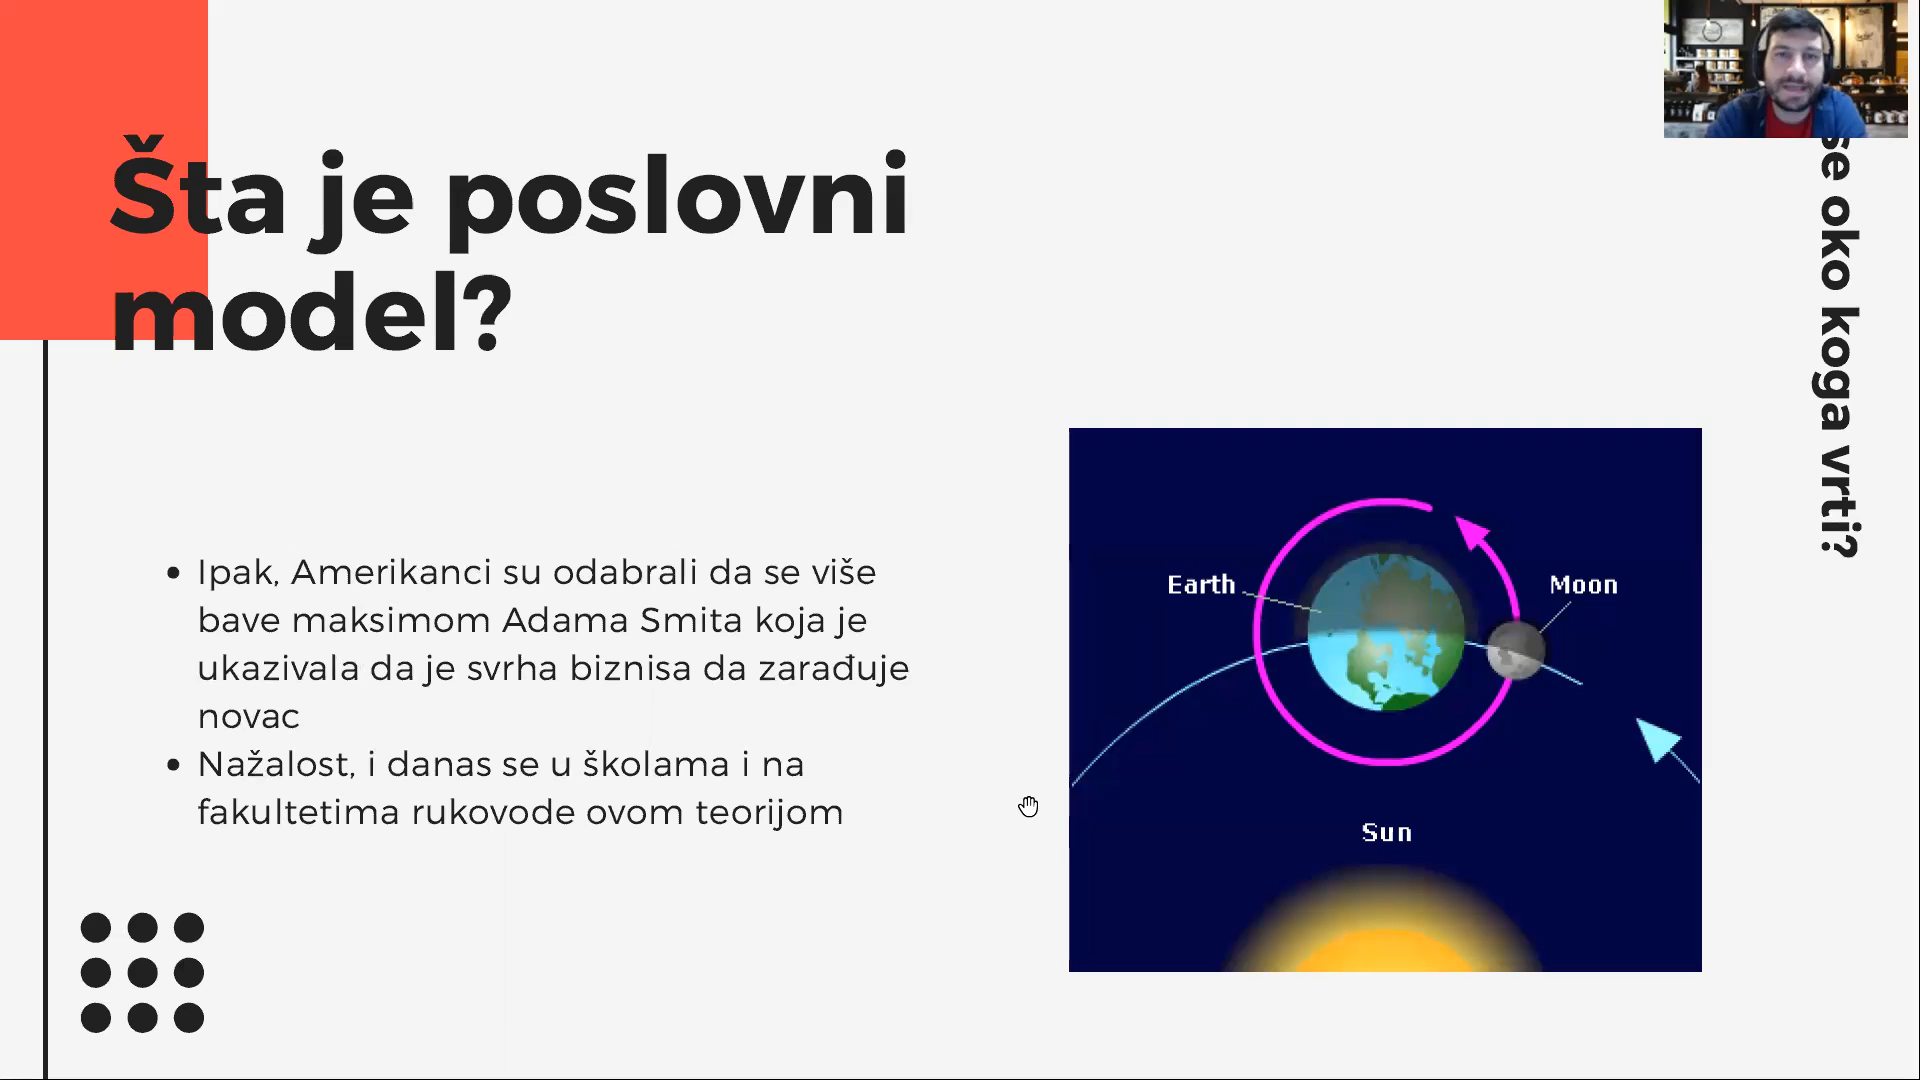 Šta je poslovni
model?
Ipak, Amerikanci su odabrali da se više
bave maksimom Adama Smita koja je
ukazivala da je svrha biznisa da zarađuje
novac
Nažalost, i danas se u školama i na
fakultetima rukovode ovom teorijom
Earth
Moon
Sun
se oko koga vrti?